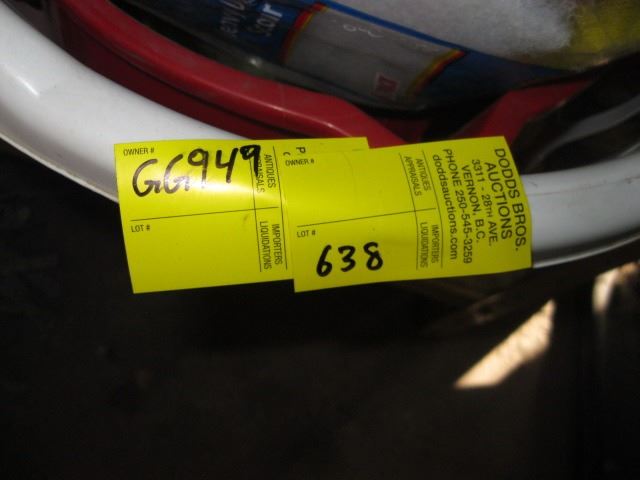 OWNER #
GG949
LOT #
ANTIQUES
APPRAISALS
IMPORTERS
LIQUIDATIONS
OWNER #
LOT #
638
ANTIQUES
APPRAISALS
IMPORTERS
LIQUIDATIONS
DODDS BROS.
AUCTIONS
3311 - 28TH AVE.
VERNON, B.C.
PHONE 250-545-3259
doddsauctions.com